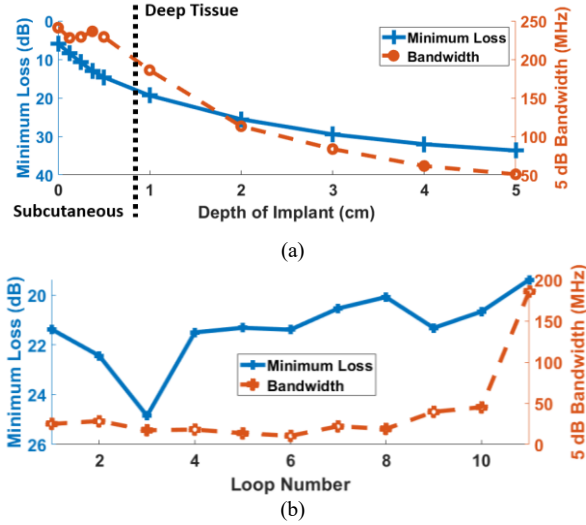 Deep Tissue
0
10
20
30
40
Minimum Loss (dB)
Minimum Loss
Bandwidth
250
200
150
100
50
5 dB Bandwidth (MHz)
0 1 2 3 4 5
Subcutaneous
Depth of Implant (cm)
(a)
20
22
24
26
Minimum Loss (dB)
Minimum Loss
Bandwidth
200
150
100
50
0
5 dB Bandwidth (MHz)
2 4 6 8 10
Loop Number
(b)